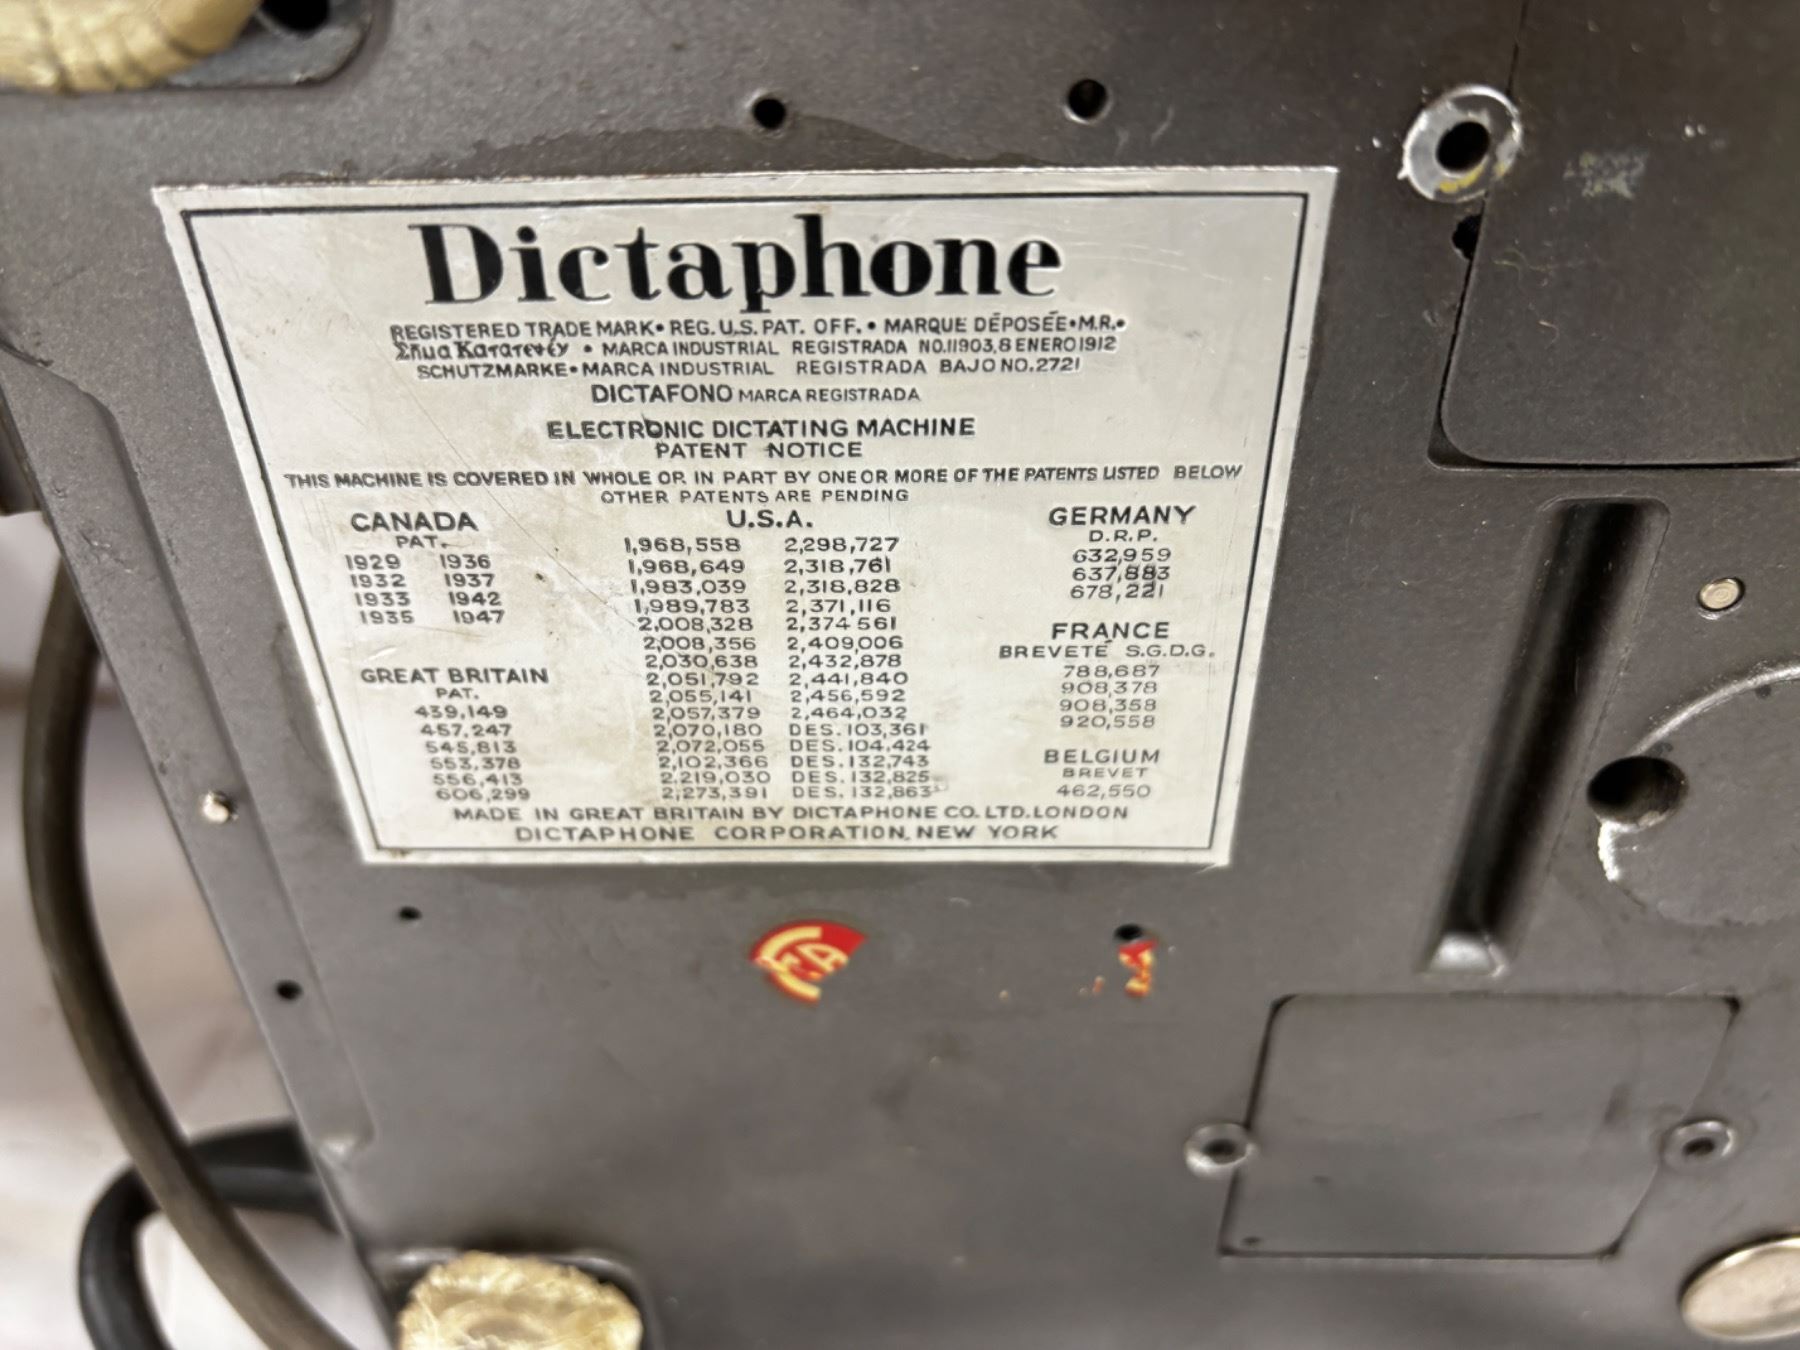 Dictaphone
REGISTERED TRADE MARK • REG. U.S. PAT. OFF. • MARQUE DÉPOSÉE • M.R. •
Σῆμα Κατατεθέν • MARCA INDUSTRIAL REGISTRADA NO. 11903, 8 ENERO 1912
SCHUTZMARKE • MARCA INDUSTRIAL REGISTRADA BAJO NO. 2721
DICTAFONO MARCA REGISTRADA
ELECTRONIC DICTATING MACHINE
PATENT NOTICE
THIS MACHINE IS COVERED IN WHOLE OR IN PART BY ONE OR MORE OF THE PATENTS LISTED BELOW
OTHER PATENTS ARE PENDING
CANADA
PAT.
1929 1936
1932 1937
1933 1942
1935 1947
GREAT BRITAIN
PAT.
439,149
457,247
545,813
553,378
556,413
606,299
U.S.A.
1,968,558 2,298,727
1,968,649 2,318,761
1,983,039 2,318,828
1,989,783 2,371,116
2,008,328 2,374,561
2,008,356 2,409,006
2,030,638 2,432,878
2,051,792 2,441,840
2,055,141 2,456,592
2,057,379 2,464,032
2,070,180 DES. 103,361
2,072,055 DES. 104,424
2,102,366 DES. 132,743
2,219,030 DES. 132,825
2,273,391 DES. 132,863
GERMANY
D.R.P.
632,959
637,883
678,221
FRANCE
BREVETÉ S.G.D.G.
788,687
908,378
908,358
920,558
BELGIUM
BREVET
462,550
MADE IN GREAT BRITAIN BY DICTAPHONE CO. LTD. LONDON
DICTAPHONE CORPORATION, NEW YORK